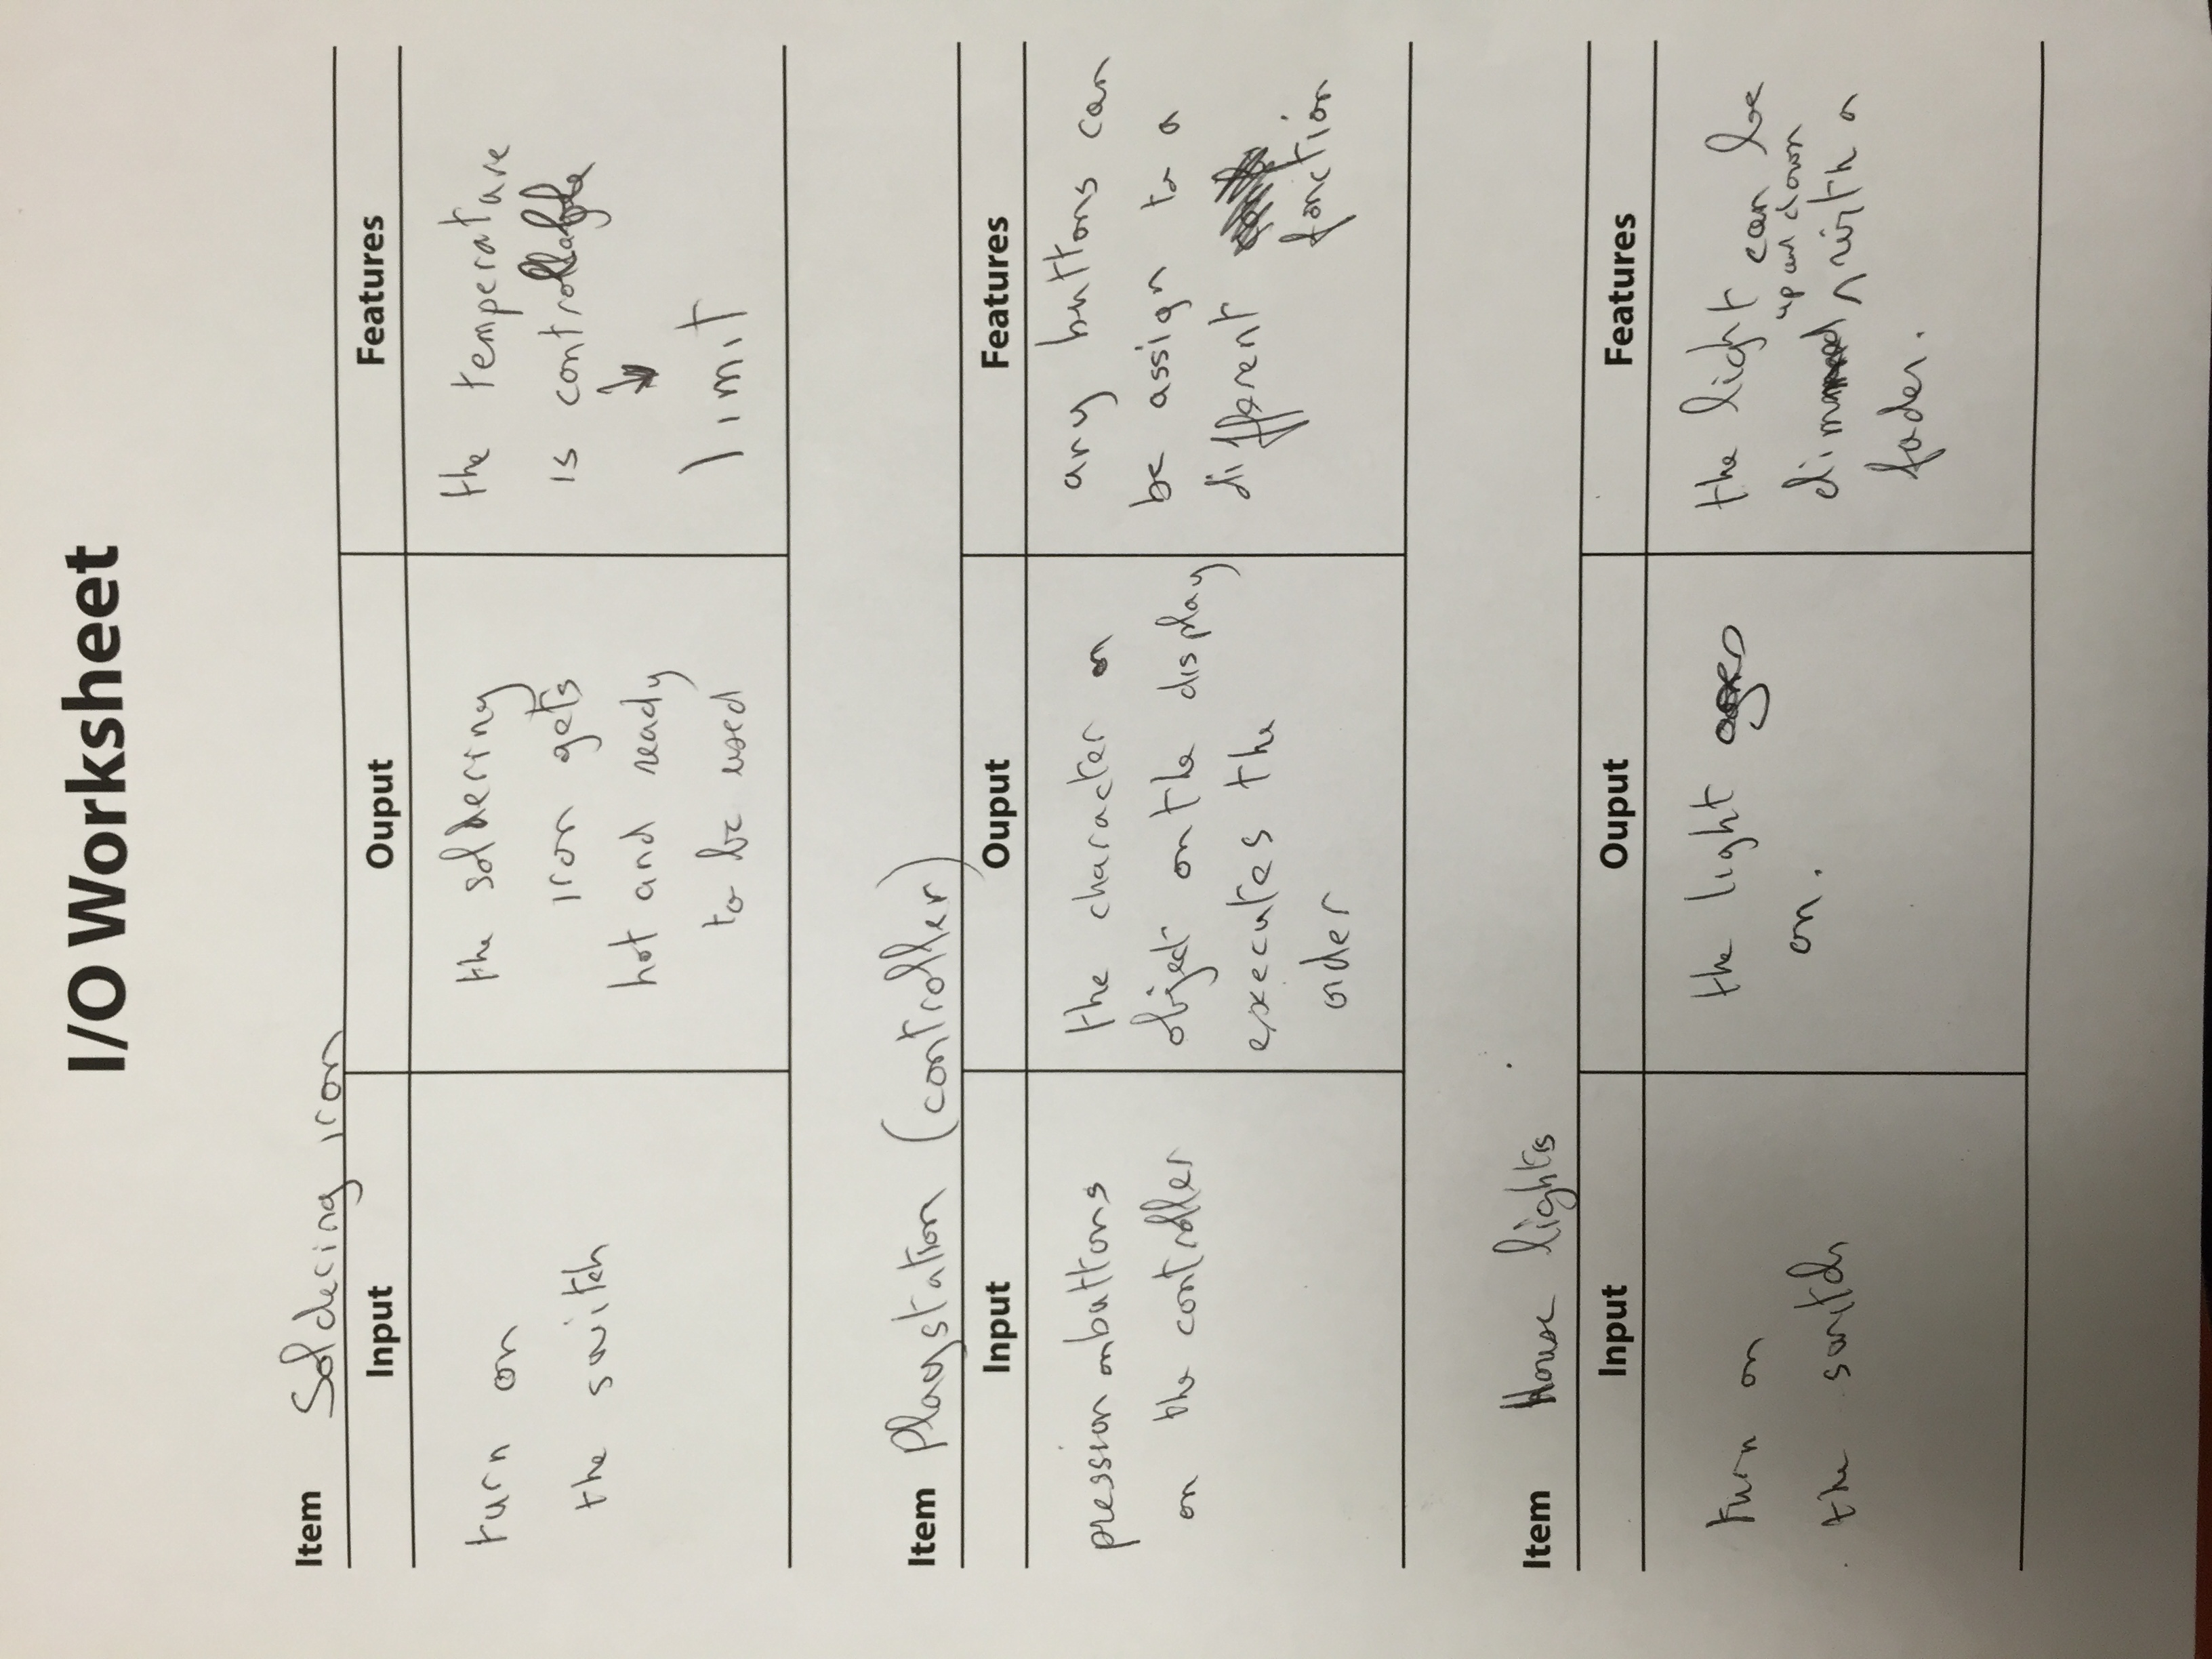 I/O Worksheet
Item Soldering iron
Input Ouput Features
turn on
the switch
the soldering
iron gets
hot and ready
to be used
the temperature
is controllable
↓
limit
Item Playstation (controller)
Input Ouput Features
pression on buttons
on the controller
the character on
object on the display
executes the
order
any buttons can
be assign to a
different
fonction
Item House lights
Input Ouput Features
turn on
the switch
the light goes
on.
the light can be
up and down
dimmed ^ with a
fader.